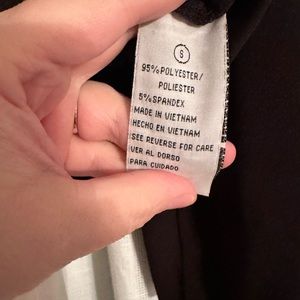 S
95% POLYESTER/
POLIESTER
5% SPANDEX
MADE IN VIETNAM
HECHO EN VIETNAM
SEE REVERSE FOR CARE
VER AL DORSO
PARA CUIDADO